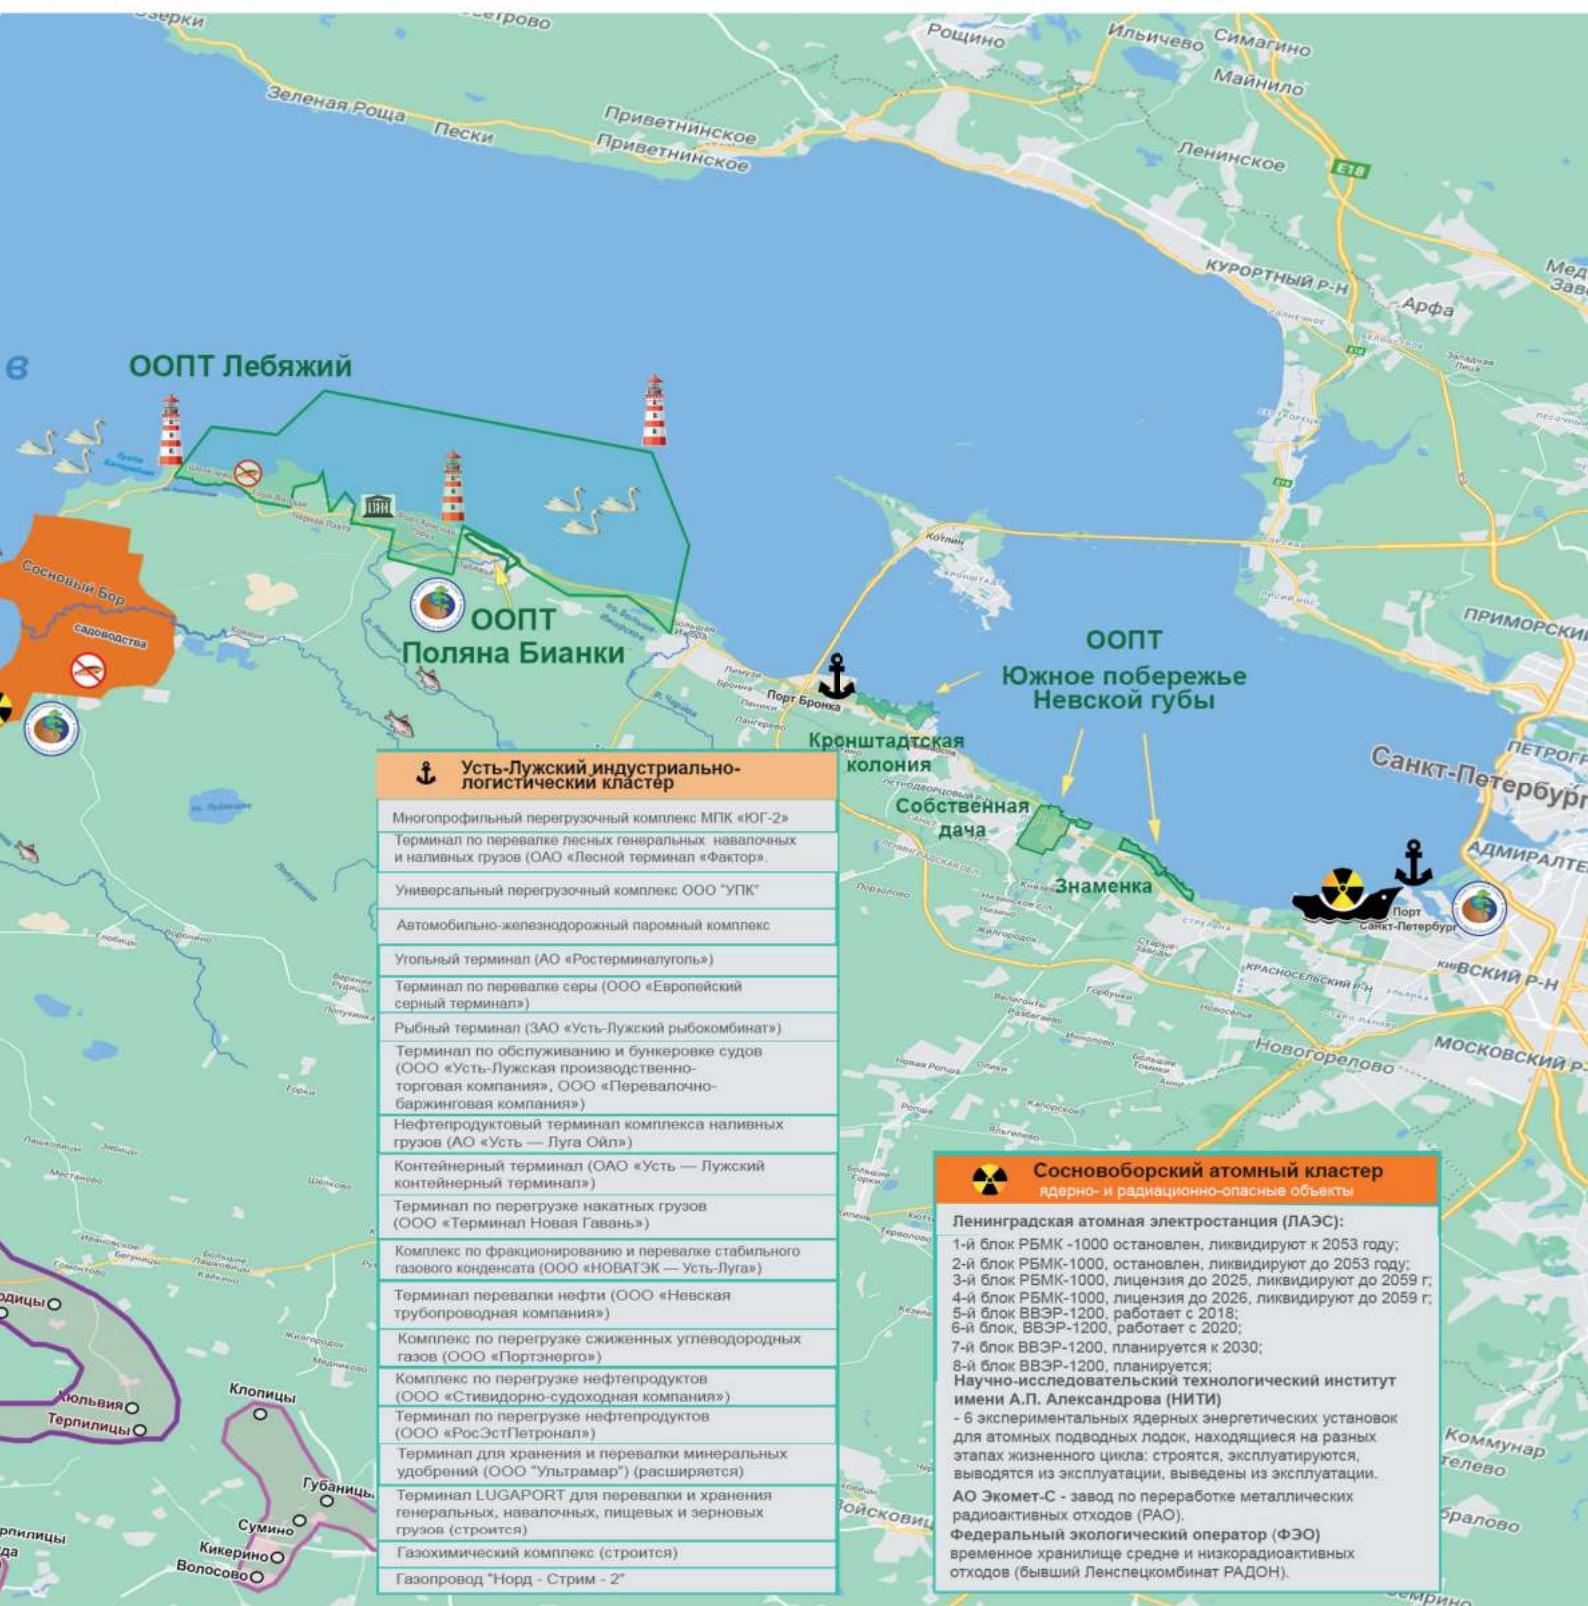 Рощино
Ильичево
Симагино
Майнило
Зеленая Роща
Пески
Приветнинское
Приветнинское
Ленинское
E18
КУРОРТНЫЙ Р-Н
Арфа
в
ООПТ Лебяжий
Сосновый Бор
садоводства
ООПТ
Поляна Бианки
Котлин
КРОНШТАДТ
Порт Бронка
ООПТ
Южное побережье
Невской губы
Кронштадтская
колония
Собственная
дача
Знаменка
Порт
Санкт-Петербург
Санкт-Петербург
КРАСНОСЕЛЬСКИЙ Р-Н
Новогорелово
Усть-Лужский индустриально-
логистический кластер
Многопрофильный перегрузочный комплекс МПК «ЮГ-2»
Терминал по перевалке лесных генеральных навалочных
и наливных грузов (ОАО «Лесной терминал «Фактор».
Универсальный перегрузочный комплекс ООО "УПК"
Автомобильно-железнодорожный паромный комплекс
Угольный терминал (АО «Ростерминалуголь»)
Терминал по перевалке серы (ООО «Европейский
серный терминал»)
Рыбный терминал (ЗАО «Усть-Лужский рыбокомбинат»)
Терминал по обслуживанию и бункеровке судов
(ООО «Усть-Лужская производственно-
торговая компания», ООО «Перевалочно-
баржинговая компания»)
Нефтепродуктовый терминал комплекса наливных
грузов (АО «Усть — Луга Ойл»)
Контейнерный терминал (ОАО «Усть — Лужский
контейнерный терминал»)
Терминал по перегрузке накатных грузов
(ООО «Терминал Новая Гавань»)
Комплекс по фракционированию и перевалке стабильного
газового конденсата (ООО «НОВАТЭК — Усть-Луга»)
Терминал перевалки нефти (ООО «Невская
трубопроводная компания»)
Комплекс по перегрузке сжиженных углеводородных
газов (ООО «Портэнерго»)
Комплекс по перегрузке нефтепродуктов
(ООО «Стивидорно-судоходная компания»)
Терминал по перегрузке нефтепродуктов
(ООО «РосЭстПетронал»)
Терминал для хранения и перевалки минеральных
удобрений (ООО "Ультрамар") (расширяется)
Терминал LUGAPORT для перевалки и хранения
генеральных, навалочных, пищевых и зерновых
грузов (строится)
Газохимический комплекс (строится)
Газопровод "Норд - Стрим - 2"
Сосновоборский атомный кластер
ядерно- и радиационно-опасные объекты
Ленинградская атомная электростанция (ЛАЭС):
1-й блок РБМК -1000 остановлен, ликвидируют к 2053 году;
2-й блок РБМК-1000, остановлен, ликвидируют до 2053 году;
3-й блок РБМК-1000, лицензия до 2025, ликвидируют до 2059 г;
4-й блок РБМК-1000, лицензия до 2026, ликвидируют до 2059 г;
5-й блок ВВЭР-1200, работает с 2018;
6-й блок, ВВЭР-1200, работает с 2020;
7-й блок ВВЭР-1200, планируется к 2030;
8-й блок ВВЭР-1200, планируется;
Научно-исследовательский технологический институт
имени А.П. Александрова (НИТИ)
- 6 экспериментальных ядерных энергетических установок
для атомных подводных лодок, находящиеся на разных
этапах жизненного цикла: строятся, эксплуатируются,
выводятся из эксплуатации, выведены из эксплуатации.
АО Экомет-С - завод по переработке металлических
радиоактивных отходов (РАО).
Федеральный экологический оператор (ФЭО)
временное хранилище средне и низкорадиоактивных
отходов (бывший Ленспецкомбинат РАДОН).
Терпилицы
Клопицы
Губаницы
Сумино
Кикерино
Волосово
Коммунар